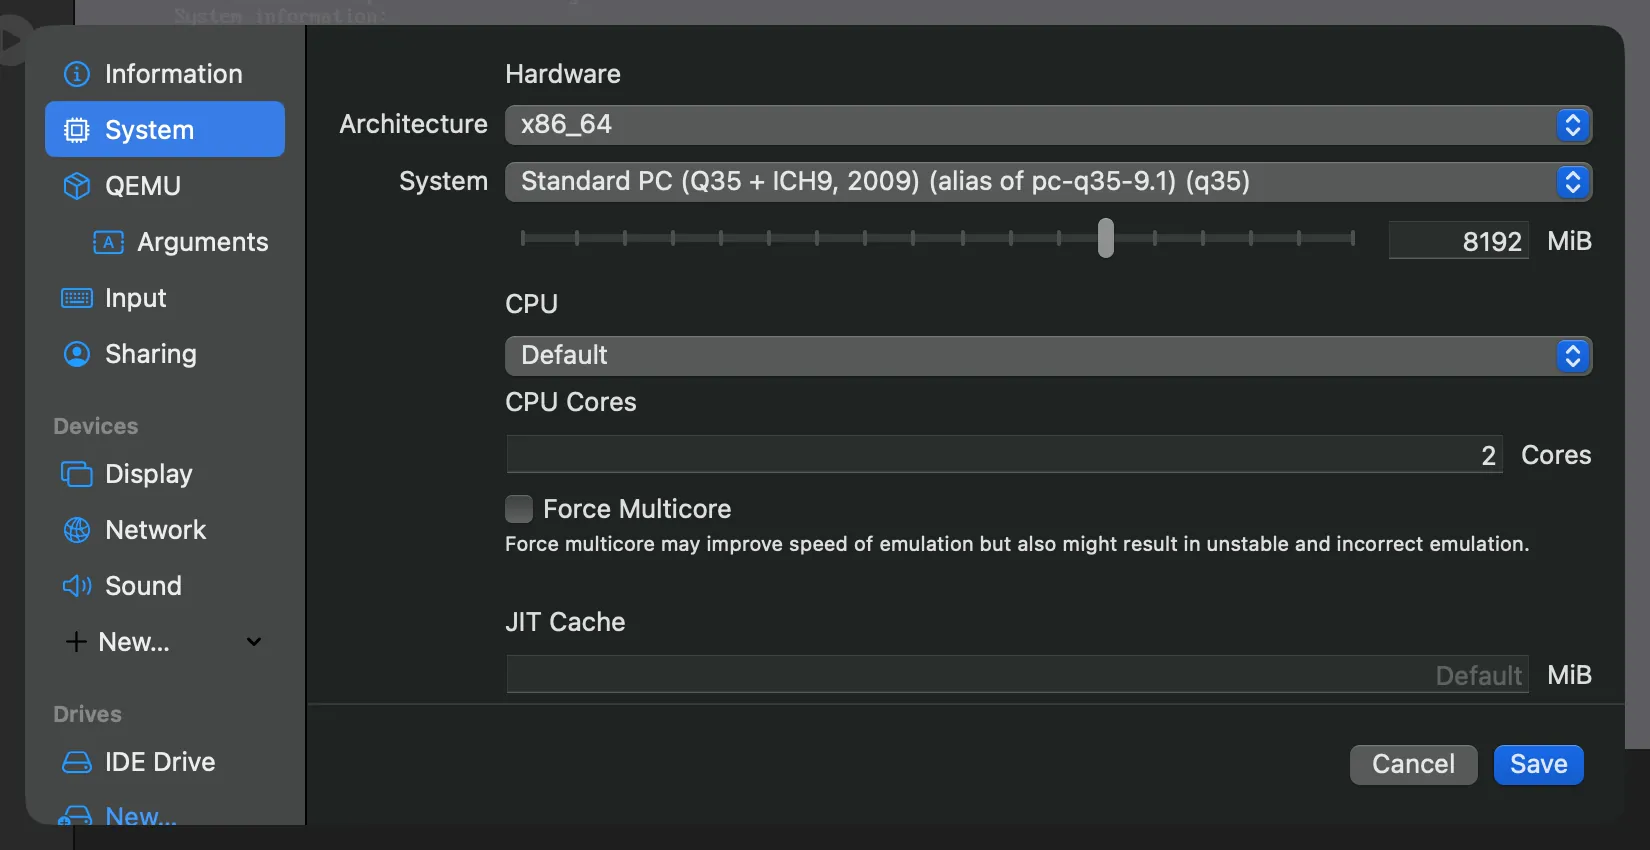 System information:
Information
System
QEMU
Arguments
Input
Sharing
Devices
Display
Network
Sound
New...
Drives
IDE Drive
New...
Hardware
Architecture x86_64
System Standard PC (Q35 + ICH9, 2009) (alias of pc-q35-9.1) (q35)
8192 MiB
CPU
Default
CPU Cores
2 Cores
Force Multicore
Force multicore may improve speed of emulation but also might result in unstable and incorrect emulation.
JIT Cache
Default MiB
Cancel Save